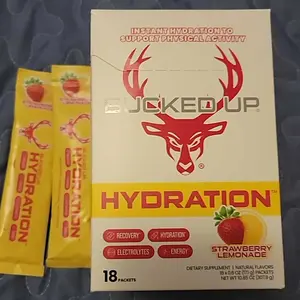 INSTANT HYDRATION TO
SUPPORT PHYSICAL ACTIVITY
BUCKED UP
HYDRATION™
RECOVERY
HYDRATION
ELECTROLYTES
ENERGY
STRAWBERRY
LEMONADE
DIETARY SUPPLEMENT | NATURAL FLAVORS
18 PACKETS
HYDRATION
HYDRATION